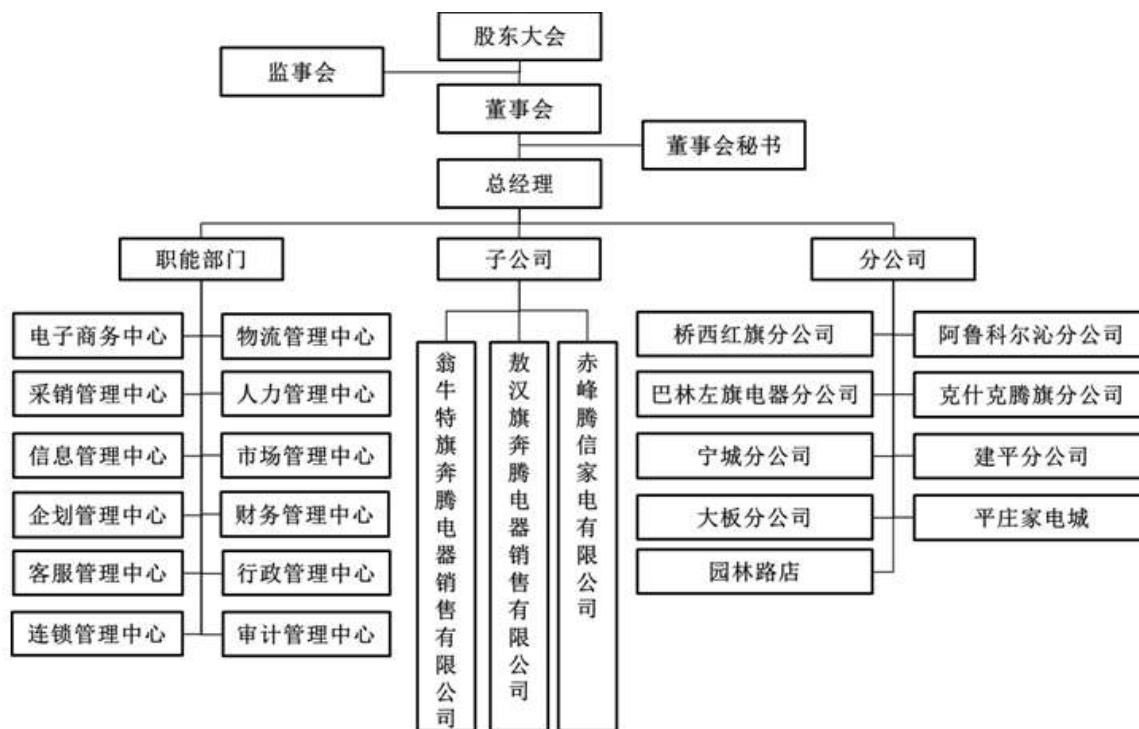 股东大会
监事会
董事会
董事会秘书
总经理
职能部门
子公司
分公司
电子商务中心
物流管理中心
采销管理中心
人力管理中心
信息管理中心
市场管理中心
企划管理中心
财务管理中心
客服管理中心
行政管理中心
连锁管理中心
审计管理中心
翁牛特旗奔腾电器销售有限公司
敖汉旗奔腾电器销售有限公司
赤峰腾信家电有限公司
桥西红旗分公司
阿鲁科尔沁分公司
巴林左旗电器分公司
克什克腾旗分公司
宁城分公司
建平分公司
大板分公司
平庄家电城
园林路店